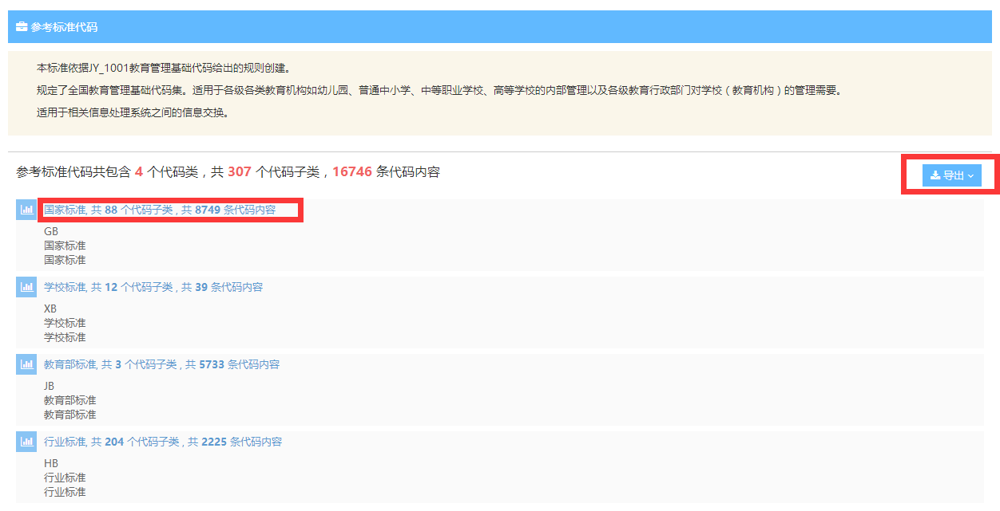 参考标准代码
本标准依据JY_1001教育管理基础代码给出的规则创建。
规定了全国教育管理基础代码集。适用于各级各类教育机构如幼儿园、普通中小学、中等职业学校、高等学校的内部管理以及各级教育行政部门对学校（教育机构）的管理需要。
适用于相关信息处理系统之间的信息交换。
参考标准代码共包含 4 个代码类，共 307 个代码子类，16746 条代码内容
导出
国家标准, 共 88 个代码子类 , 共 8749 条代码内容
GB
国家标准
国家标准
学校标准, 共 12 个代码子类 , 共 39 条代码内容
XB
学校标准
学校标准
教育部标准, 共 3 个代码子类 , 共 5733 条代码内容
JB
教育部标准
教育部标准
行业标准, 共 204 个代码子类 , 共 2225 条代码内容
HB
行业标准
行业标准